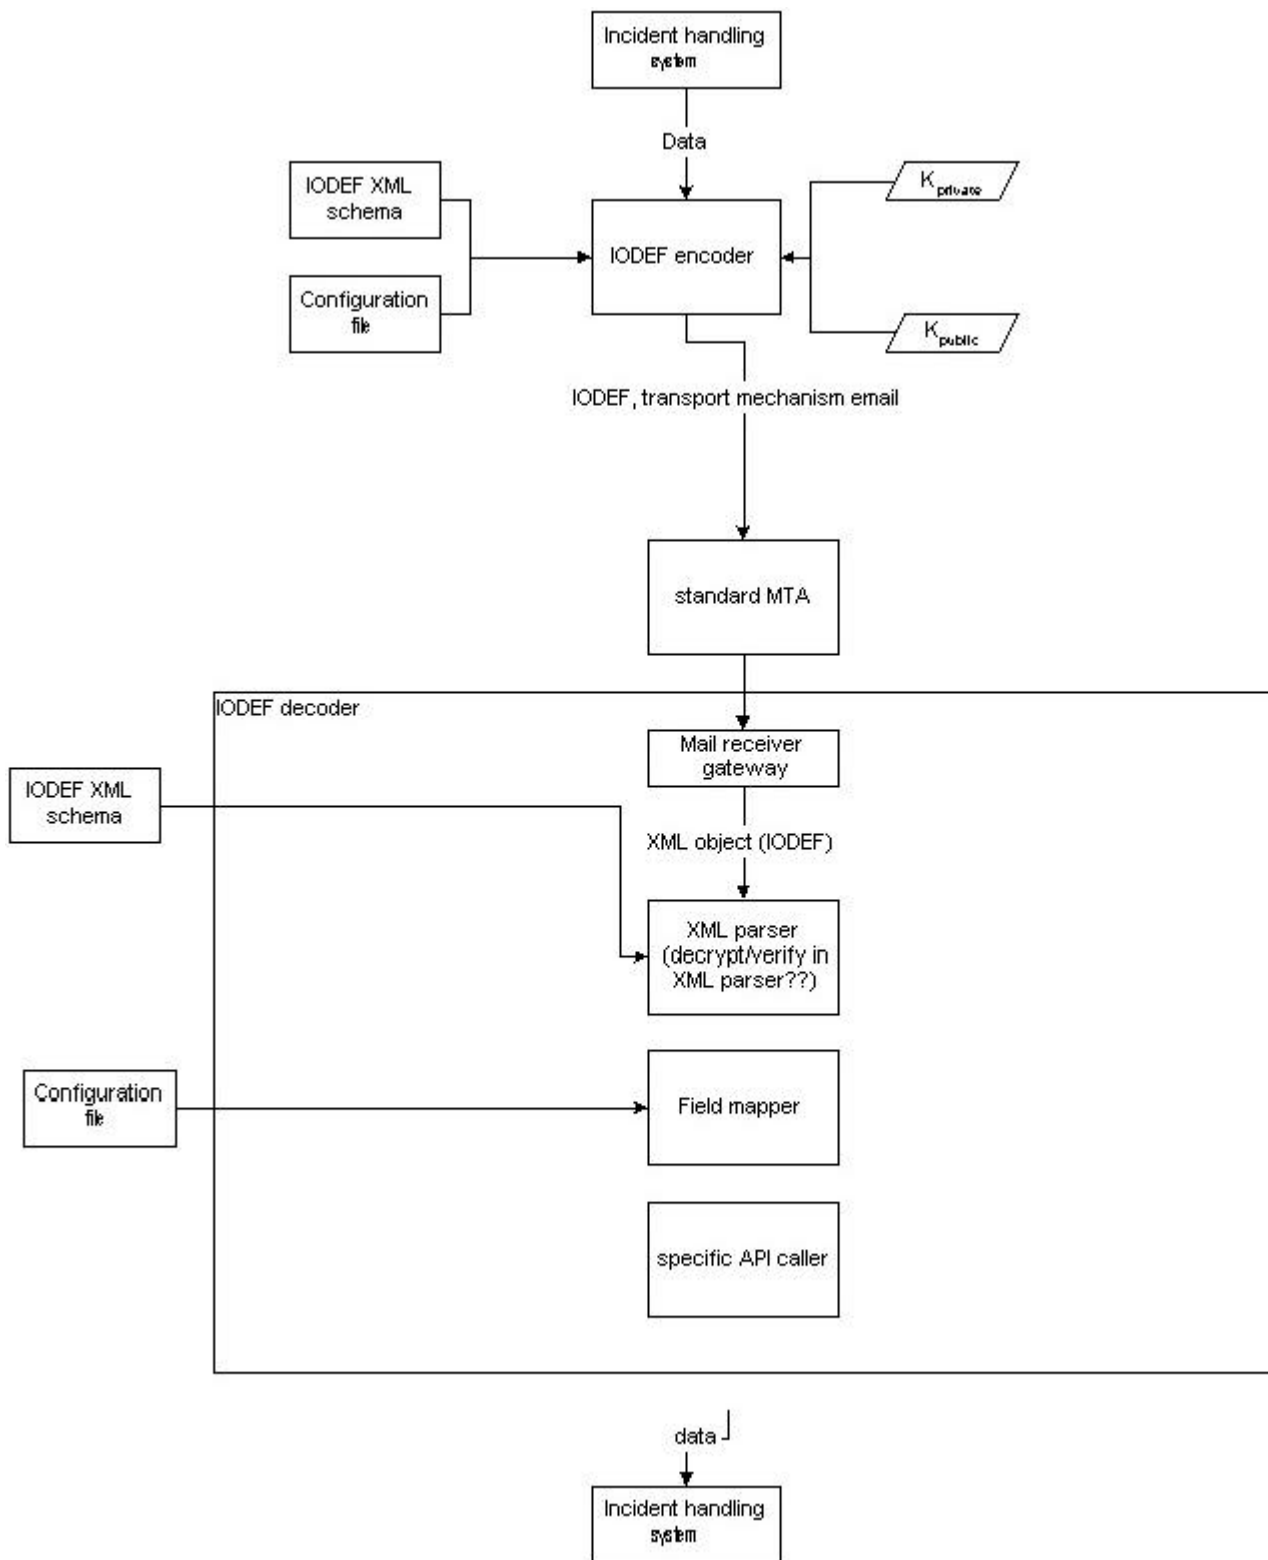 Incident handling
system
Data
IODEF XML
schema
Configuration
file
IODEF encoder
K private
K public
IODEF, transport mechanism email
standard MTA
IODEF decoder
Mail receiver
gateway
IODEF XML
schema
XML object (IODEF)
XML parser
(decrypt/verify in
XML parser??)
Configuration
file
Field mapper
specific API caller
data
Incident handling
system